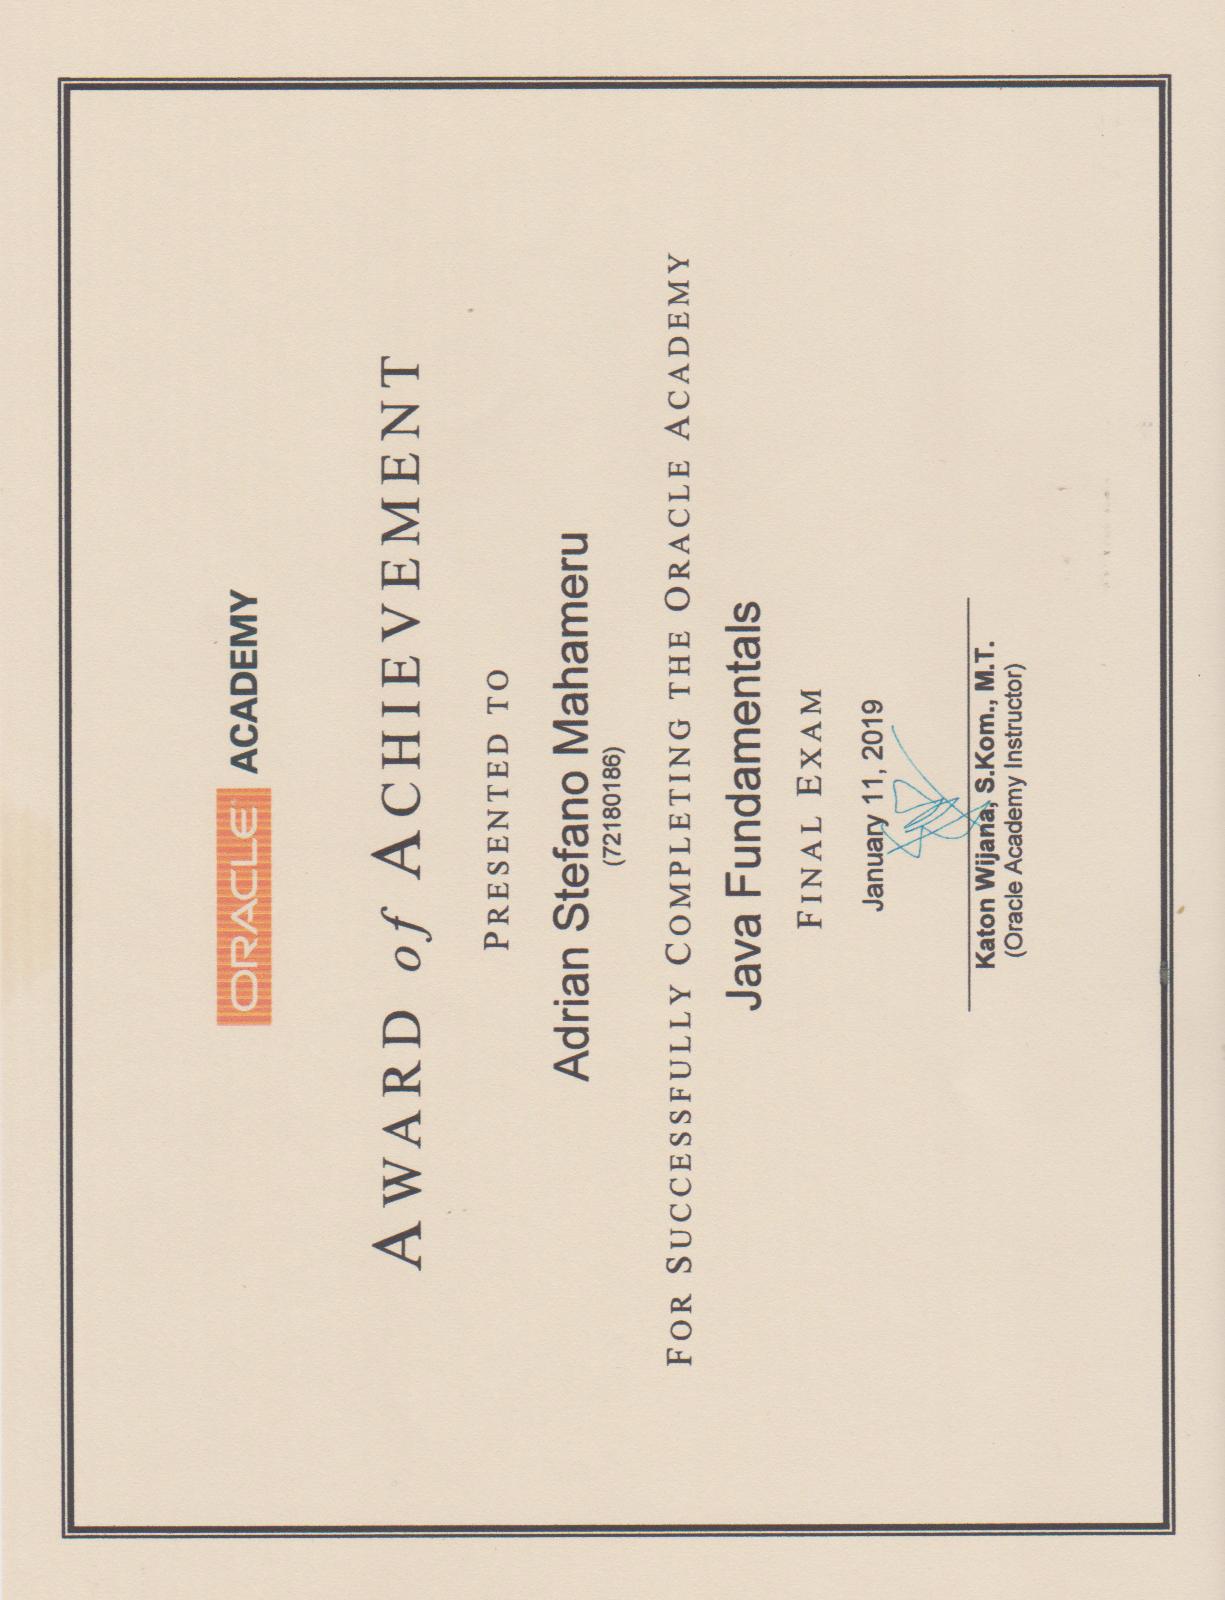 ORACLE ACADEMY
AWARD of ACHIEVEMENT
PRESENTED TO
Adrian Stefano Mahameru
(72180186)
FOR SUCCESSFULLY COMPLETING THE ORACLE ACADEMY
Java Fundamentals
FINAL EXAM
January 11, 2019
Katon Wijana, S.Kom., M.T.
(Oracle Academy Instructor)